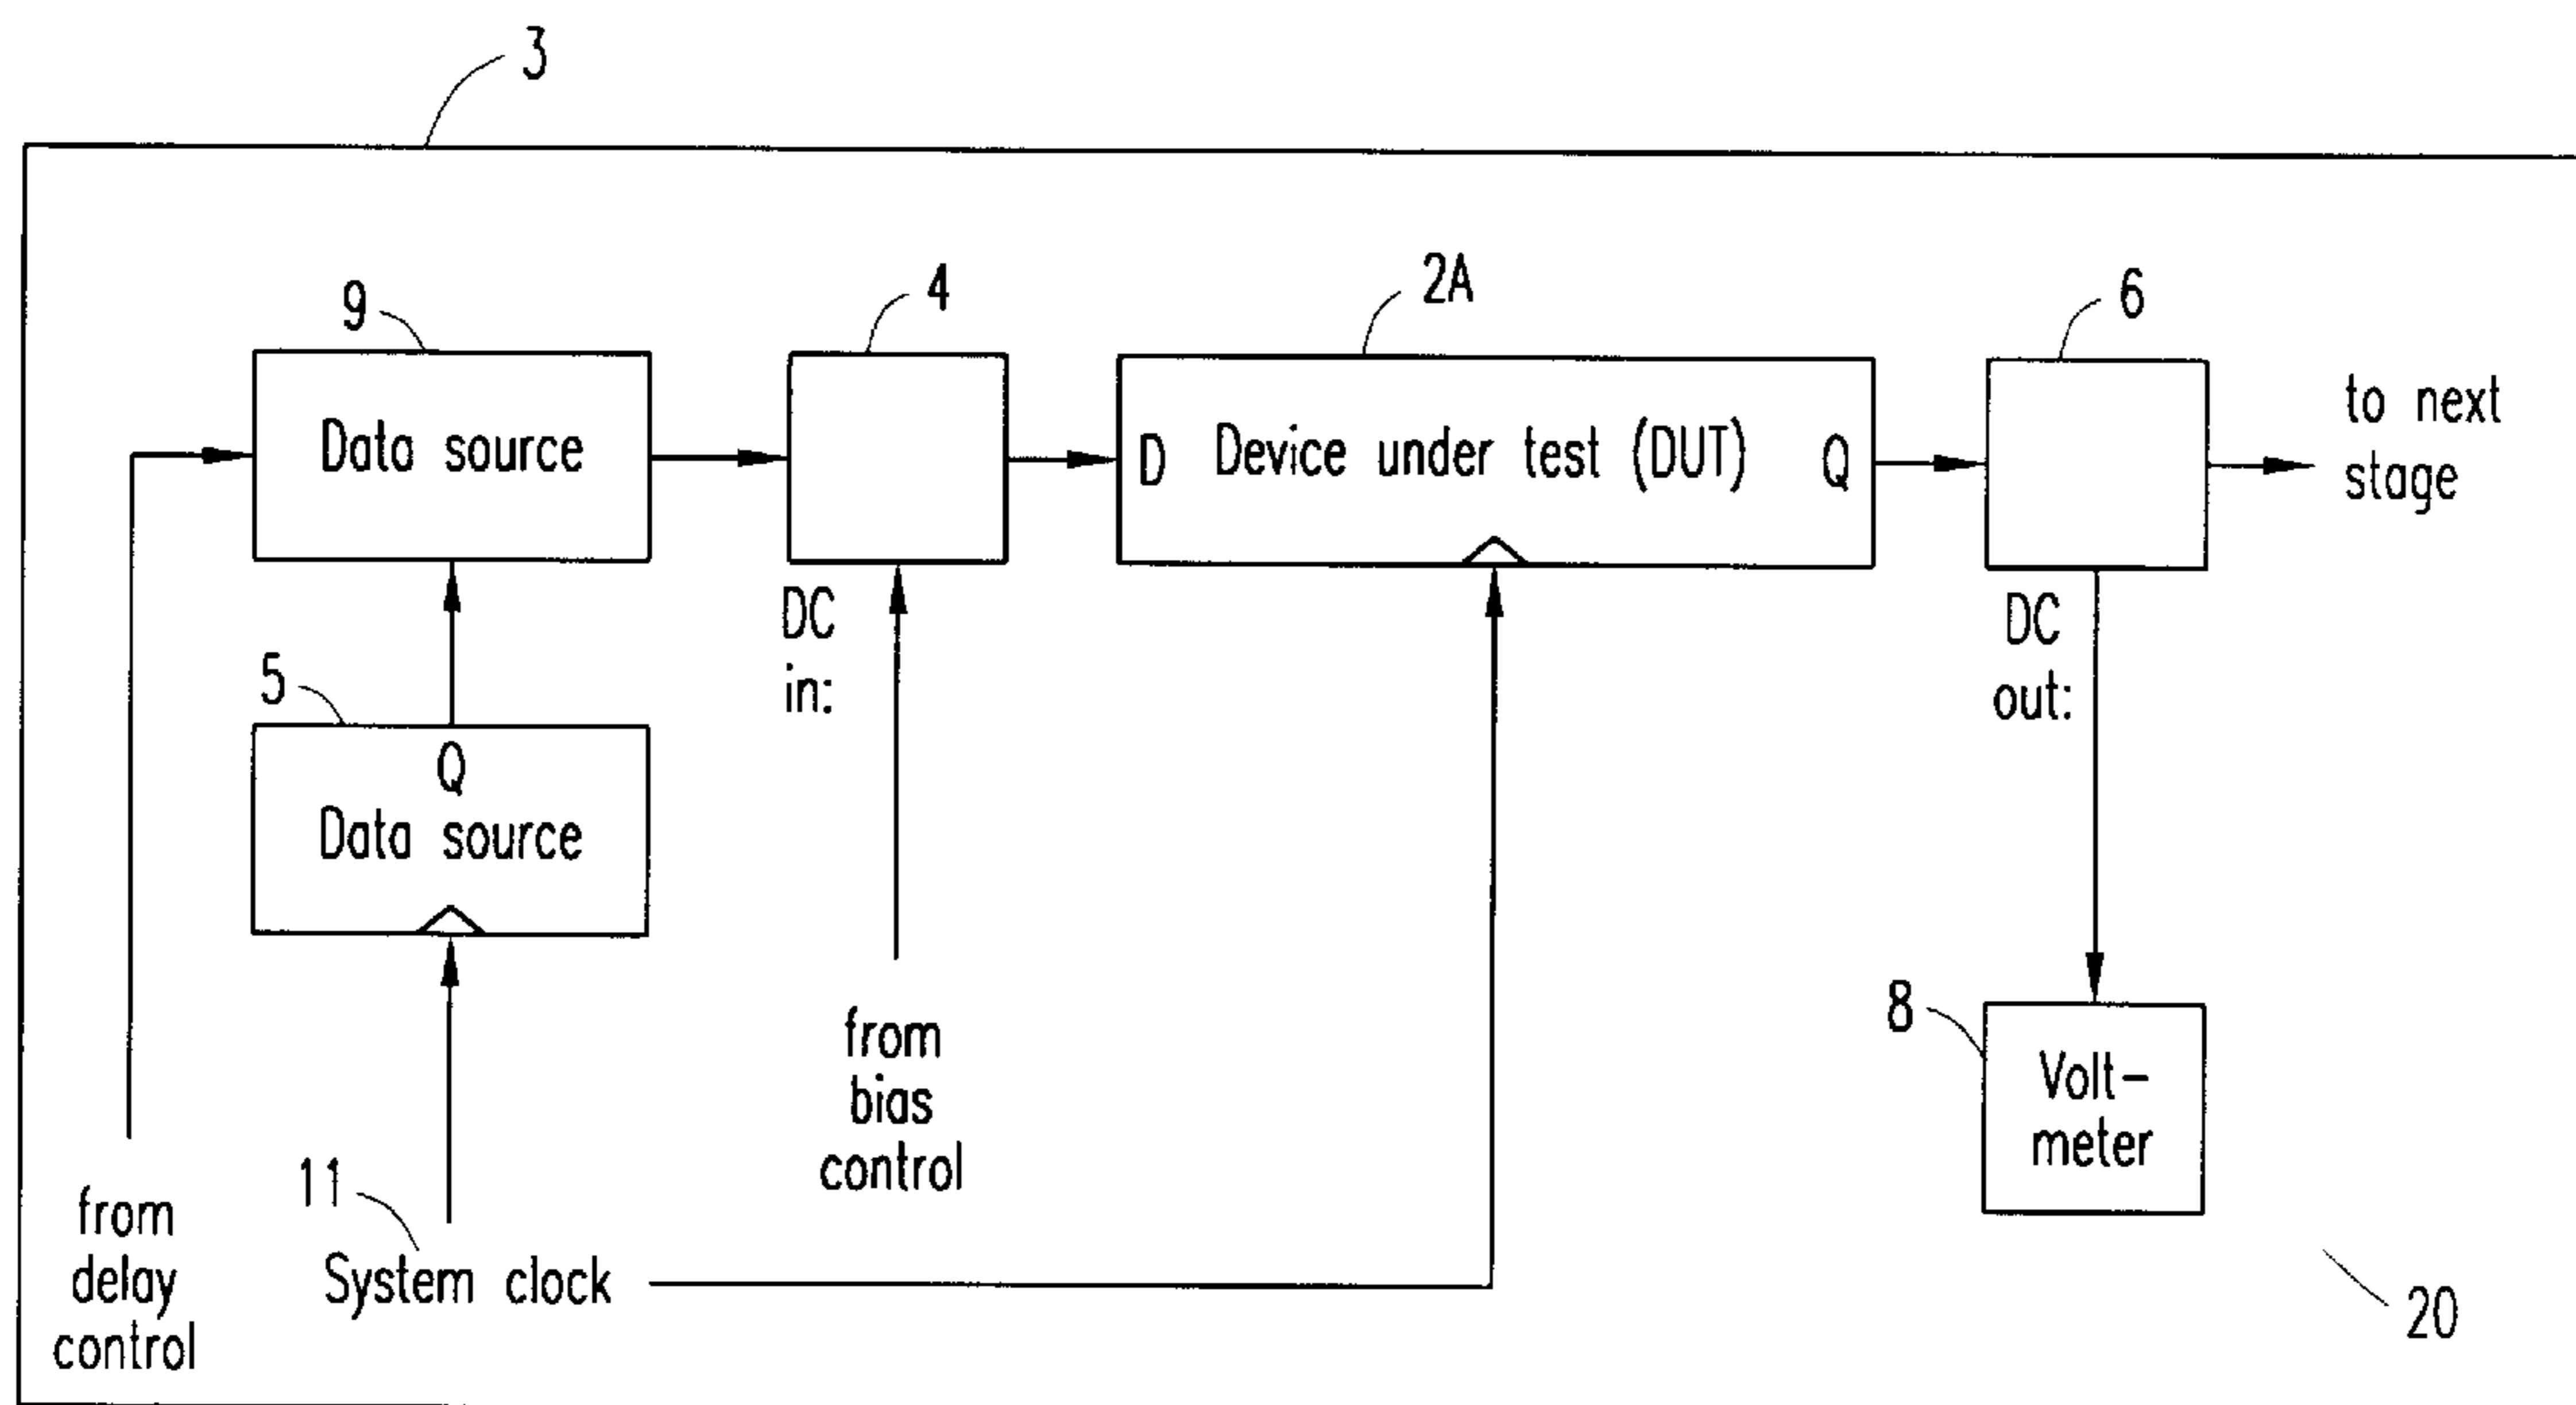 3
9
4
2A
6
Data source
D Device under test (DUT) Q
to next
stage
DC
in:
DC
out:
5
Q
Data source
8
Volt-
meter
from
bias
control
11
System clock
from
delay
control
20